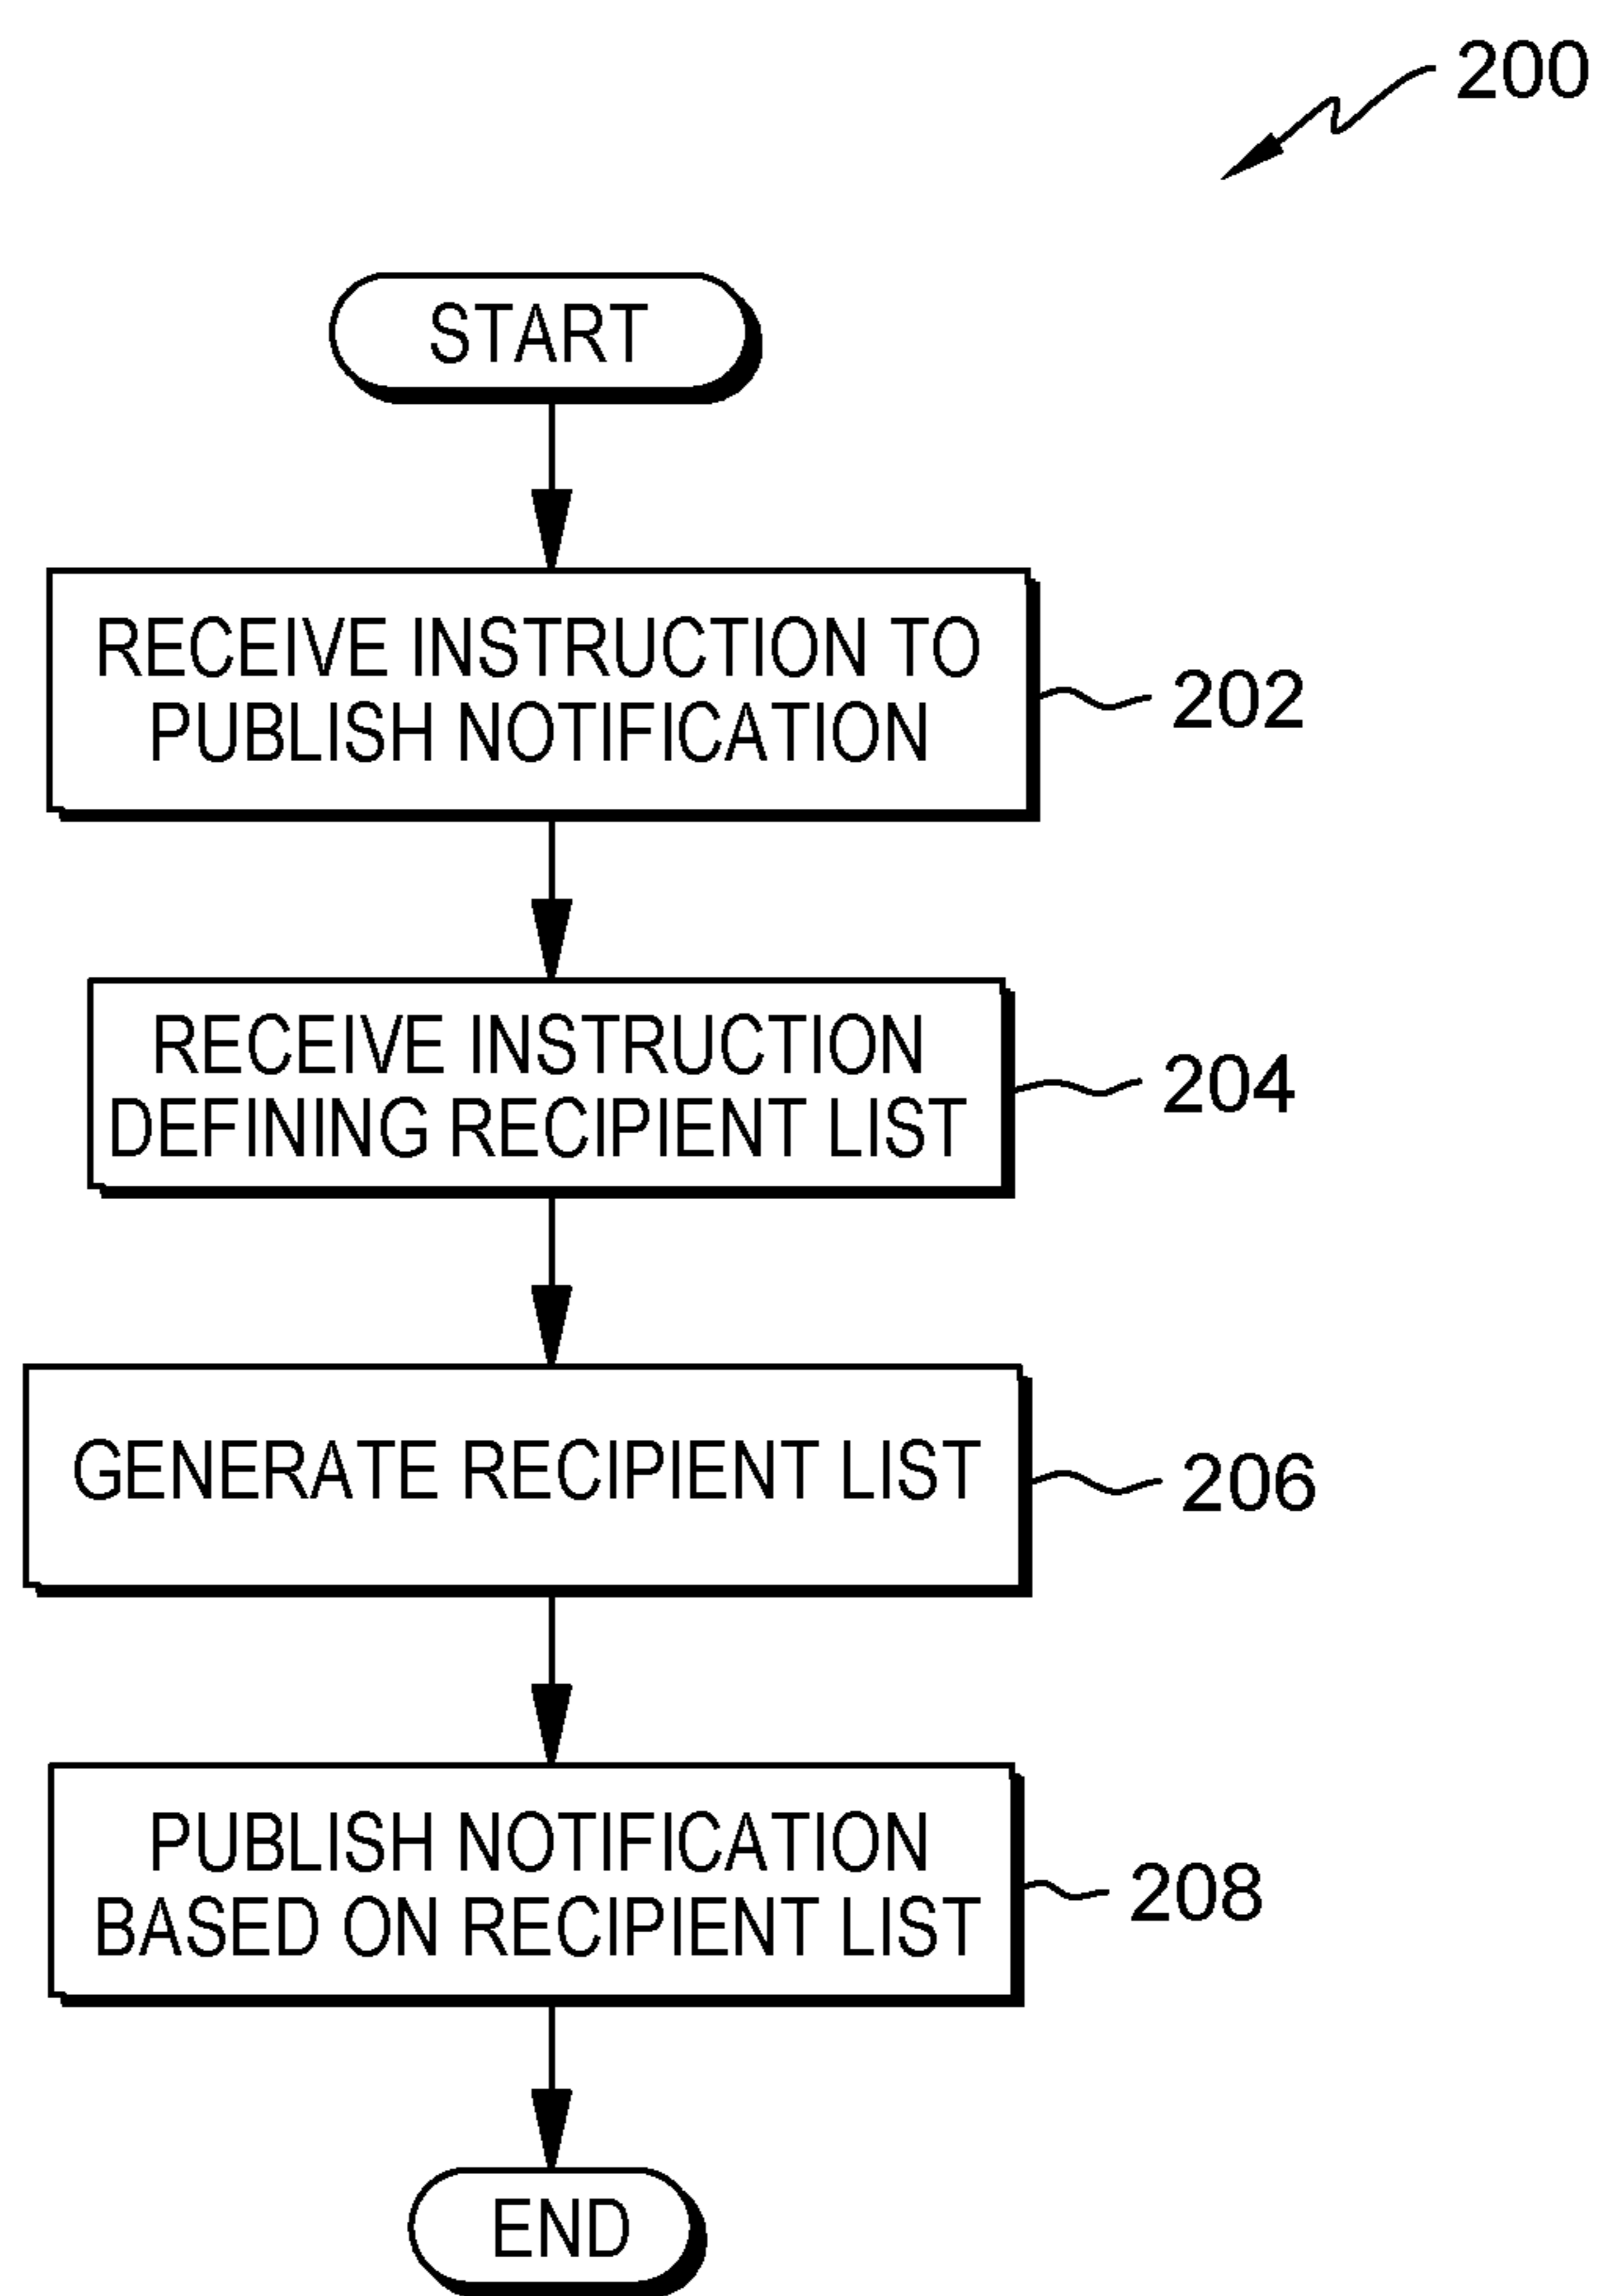 200
START
RECEIVE INSTRUCTION TO
PUBLISH NOTIFICATION
202
RECEIVE INSTRUCTION
DEFINING RECIPIENT LIST
204
GENERATE RECIPIENT LIST
206
PUBLISH NOTIFICATION
BASED ON RECIPIENT LIST
208
END